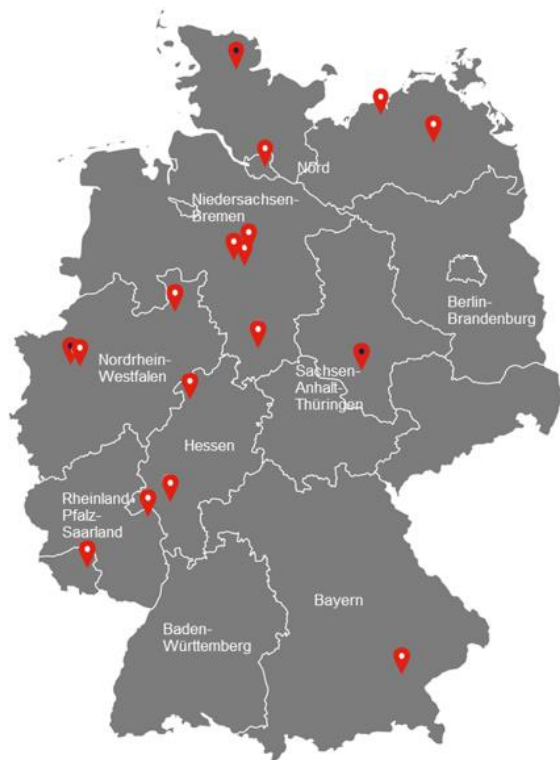 Nord
Niedersachsen-
Bremen
Berlin-
Brandenburg
Nordrhein-
Westfalen
Sachsen-
Anhalt-
Thüringen
Hessen
Rheinland-
Pfalz-
Saarland
Bayern
Baden-
Württemberg